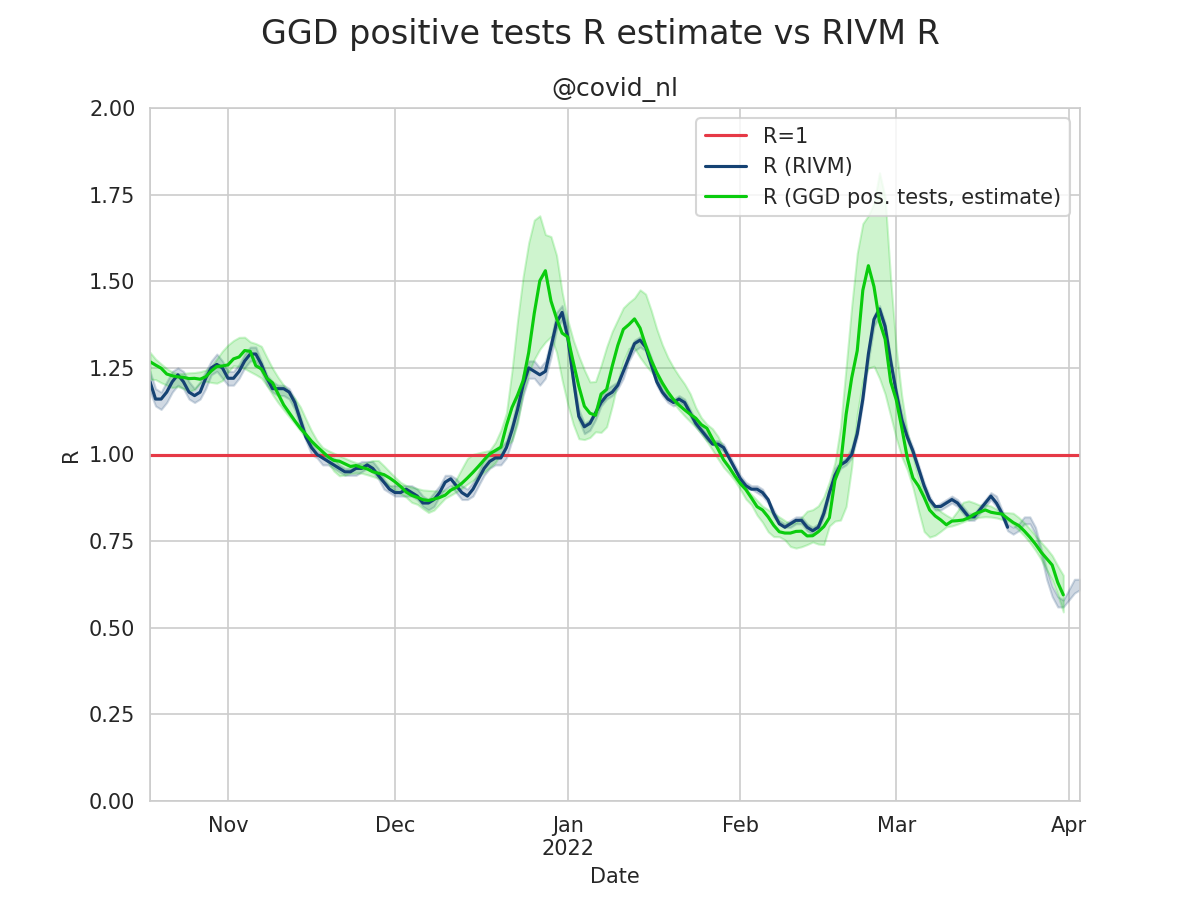 GGD positive tests R estimate vs RIVM R
@covid_nl
2.00
1.75
1.50
1.25
1.00
0.75
0.50
0.25
0.00
R
R=1
R (RIVM)
R (GGD pos. tests, estimate)
Nov Dec Jan Feb Mar Apr
2022
Date